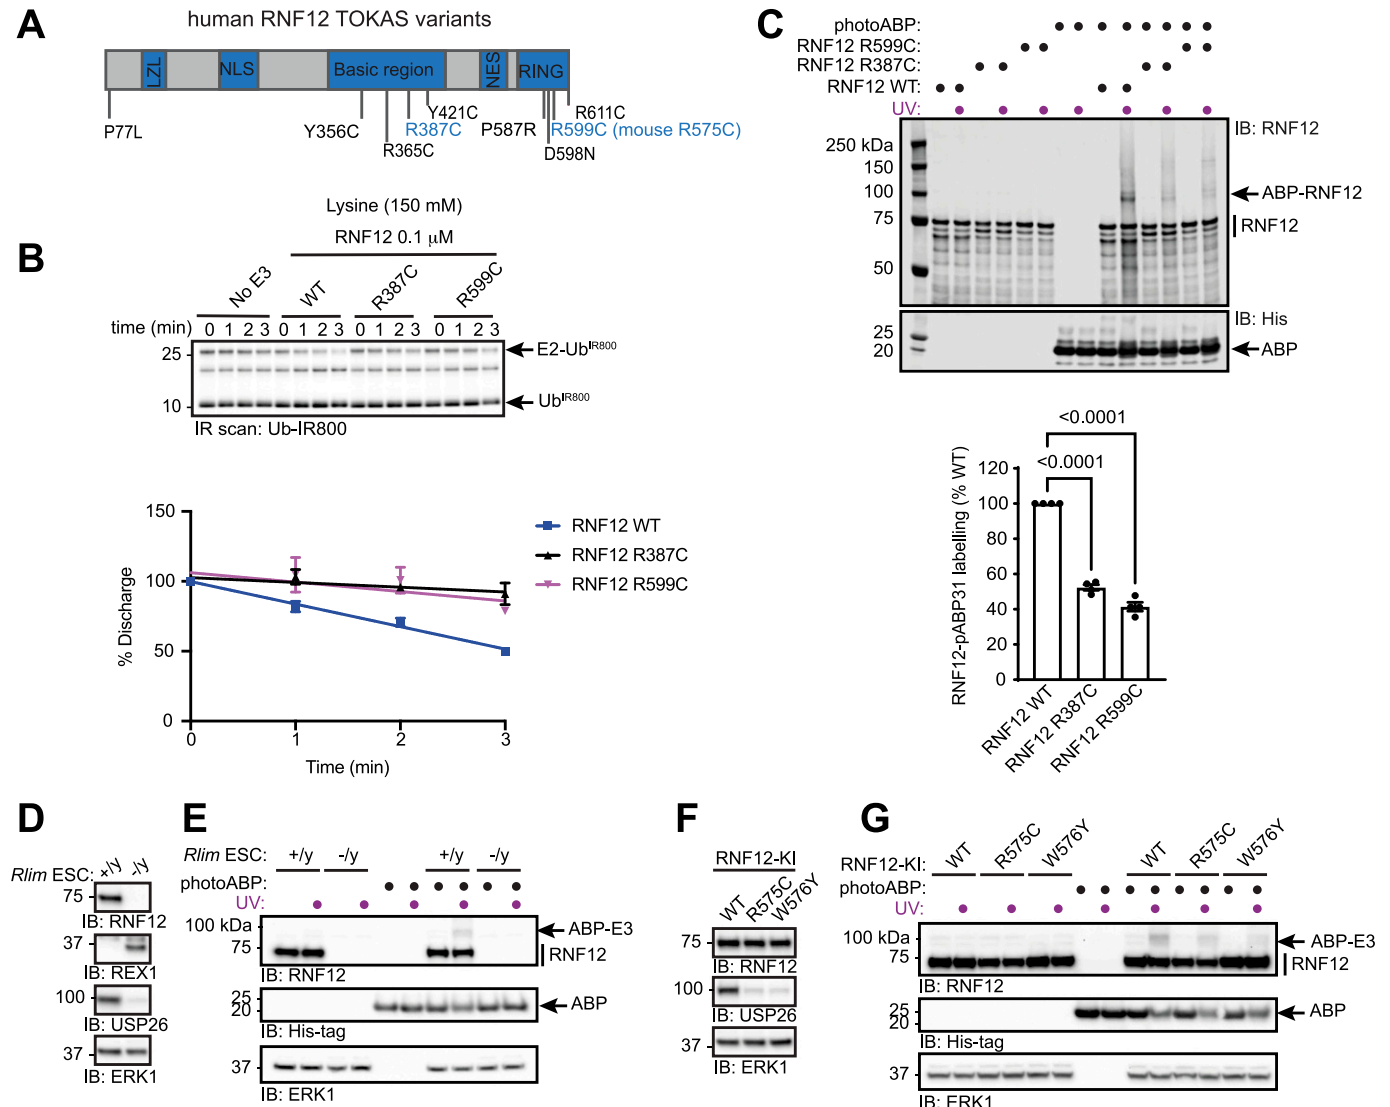 A
human RNF12 TOKAS variants
LZL
NLS
Basic region
NES
RING
P77L
Y356C
R365C
R387C
Y421C
P587R
R611C
R599C (mouse R575C)
D598N
B
Lysine (150 mM)
RNF12 0.1 µM
No E3
WT
R387C
R599C
time (min)
0 1 2 3 0 1 2 3 0 1 2 3 0 1 2 3
25
E2-Ub^IR800
10
Ub^IR800
IR scan: Ub-IR800
150
100
50
0
% Discharge
0 1 2 3
Time (min)
RNF12 WT
RNF12 R387C
RNF12 R599C
C
photoABP:
RNF12 R599C:
RNF12 R387C:
RNF12 WT:
UV:
IB: RNF12
250 kDa
150
100
75
50
ABP-RNF12
RNF12
IB: His
25
20
ABP
<0.0001
<0.0001
120
100
80
60
40
20
0
RNF12-pABP31 labelling (% WT)
RNF12 WT
RNF12 R387C
RNF12 R599C
D
Rlim ESC:
+/y
-/y
75
IB: RNF12
37
IB: REX1
100
IB: USP26
37
IB: ERK1
E
Rlim ESC:
+/y -/y +/y -/y
photoABP:
UV:
100 kDa
75
ABP-E3
RNF12
IB: RNF12
25
20
ABP
IB: His-tag
37
IB: ERK1
F
RNF12-KI
WT
R575C
W576Y
75
IB: RNF12
100
IB: USP26
37
IB: ERK1
G
RNF12-KI:
WT R575C W576Y WT R575C W576Y
photoABP:
UV:
100 kDa
75
ABP-E3
RNF12
IB: RNF12
25
20
ABP
IB: His-tag
37
IB: ERK1